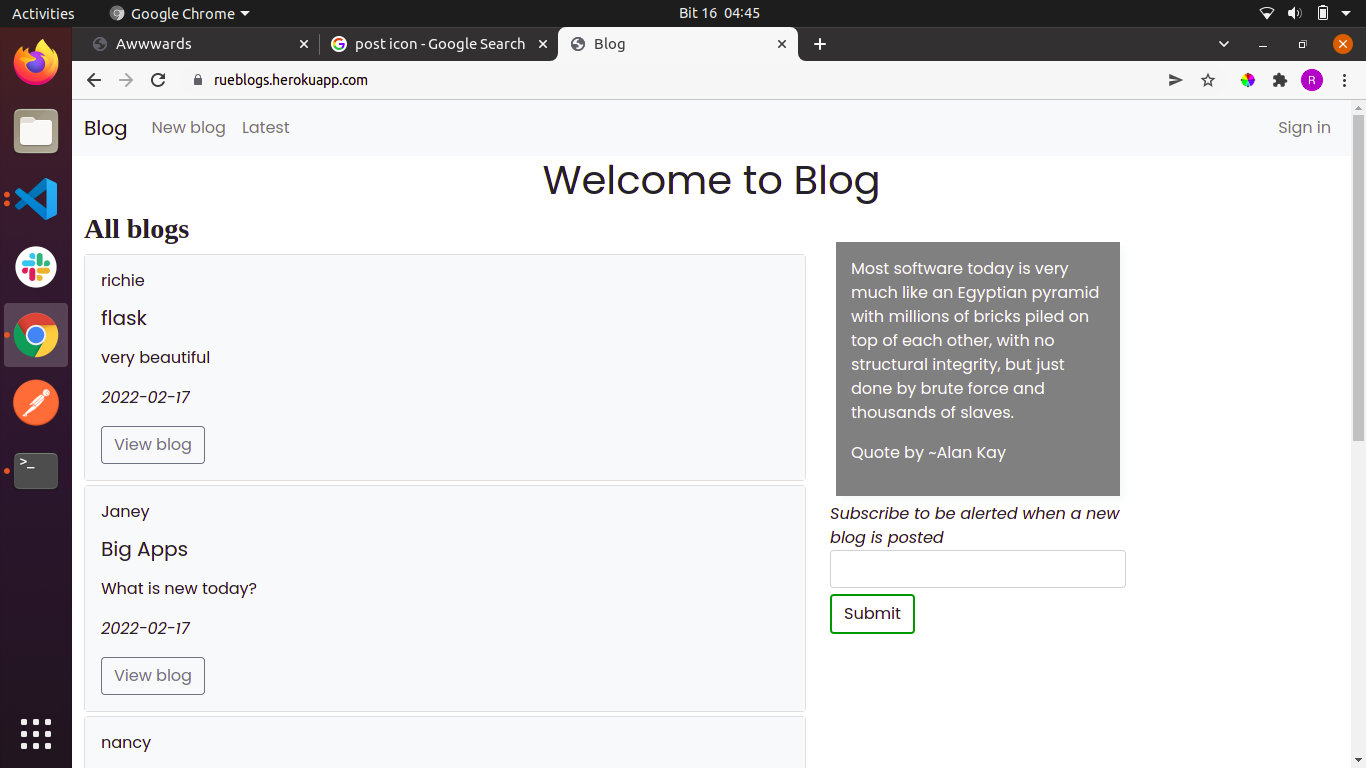 Activities
Google Chrome
Bit 16 04:45
Awwwards
post icon - Google Search
Blog
rueblogs.herokuapp.com
R
Blog
New blog
Latest
Sign in
Welcome to Blog
All blogs
richie
flask
very beautiful
2022-02-17
View blog
Janey
Big Apps
What is new today?
2022-02-17
View blog
nancy
Most software today is very
much like an Egyptian pyramid
with millions of bricks piled on
top of each other, with no
structural integrity, but just
done by brute force and
thousands of slaves.
Quote by ~Alan Kay
Subscribe to be alerted when a new
blog is posted
Submit